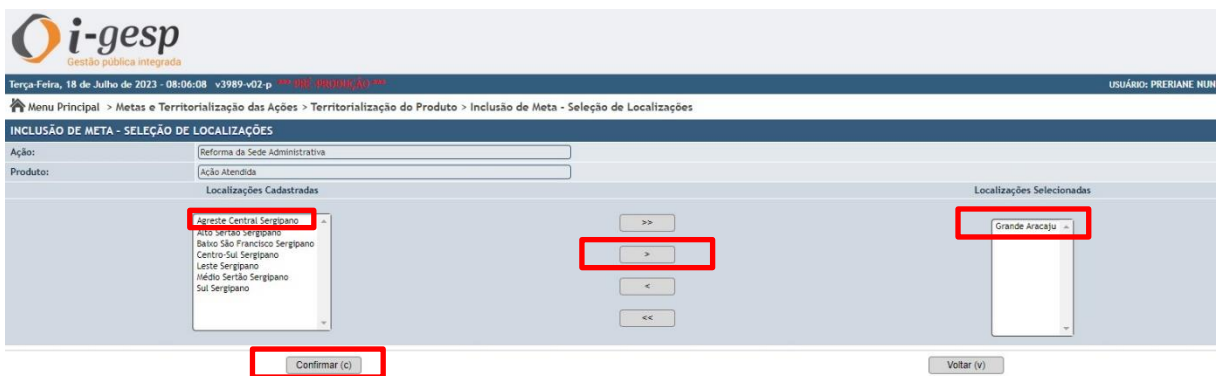 i-gesp
Gestão pública integrada
Terça-Feira, 18 de Julho de 2023 - 08:06:08 v3989-v02-p *** PRÉ-PRODUÇÃO *** USUÁRIO: PRERIANE NUN
Menu Principal > Metas e Territorialização das Ações > Territorialização do Produto > Inclusão de Meta - Seleção de Localizações
INCLUSÃO DE META - SELEÇÃO DE LOCALIZAÇÕES
Ação: Reforma da Sede Administrativa
Produto: Ação Atendida
Localizações Cadastradas Localizações Selecionadas
Agreste Central Sergipano >> Grande Aracaju
Alto Sertão Sergipano
Baixo São Francisco Sergipano
Centro-Sul Sergipano >
Leste Sergipano
Médio Sertão Sergipano
Sul Sergipano <
<<
Confirmar (c) Voltar (v)